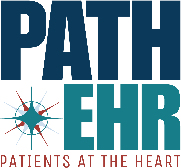 PATH
EHR
PATIENTS AT THE HEART